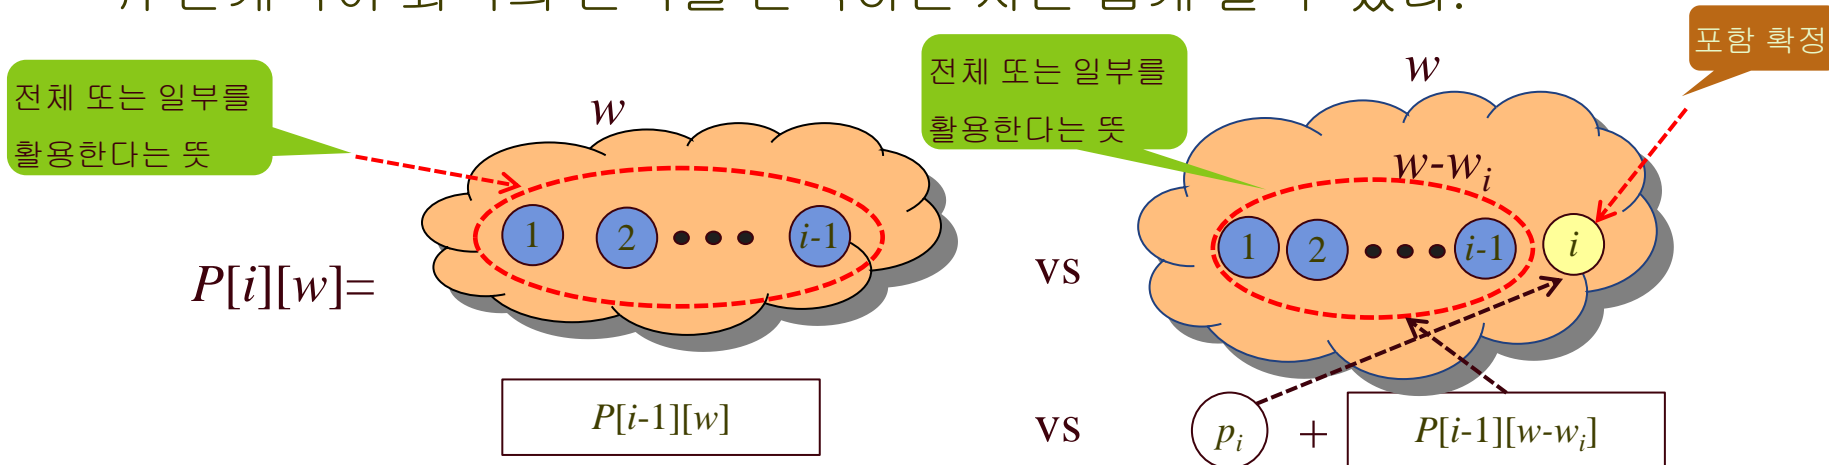 포함 확정
전체 또는 일부를
활용한다는 뜻
전체 또는 일부를
활용한다는 뜻
w
w
w-wi
1 2 ••• i-1
1 2 ••• i-1 i
P[i][w]=
vs
P[i-1][w]
vs
pi + P[i-1][w-wi]